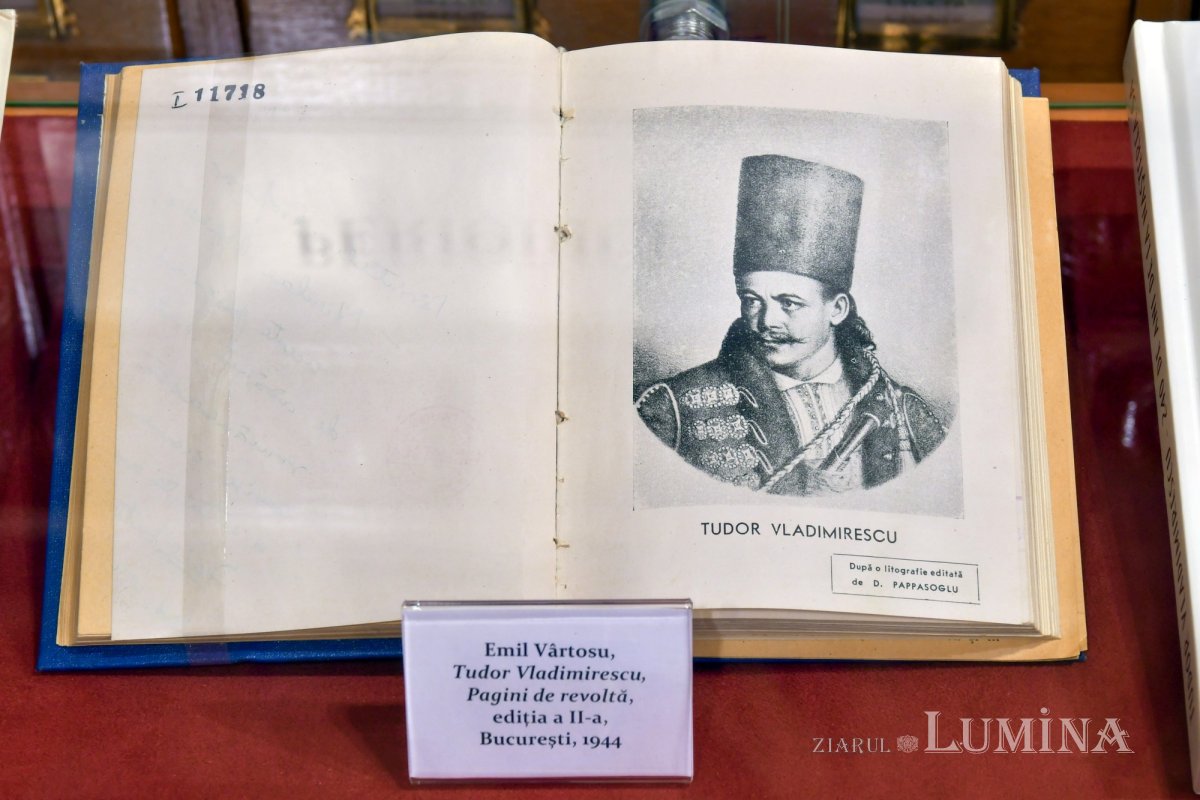 I 11718
TUDOR VLADIMIRESCU
După o litografie editată
de D. PAPPASOGLU
Emil Vârtosu,
Tudor Vladimirescu,
Pagini de revoltă,
ediția a II-a,
București, 1944
ZIARUL LUMINA